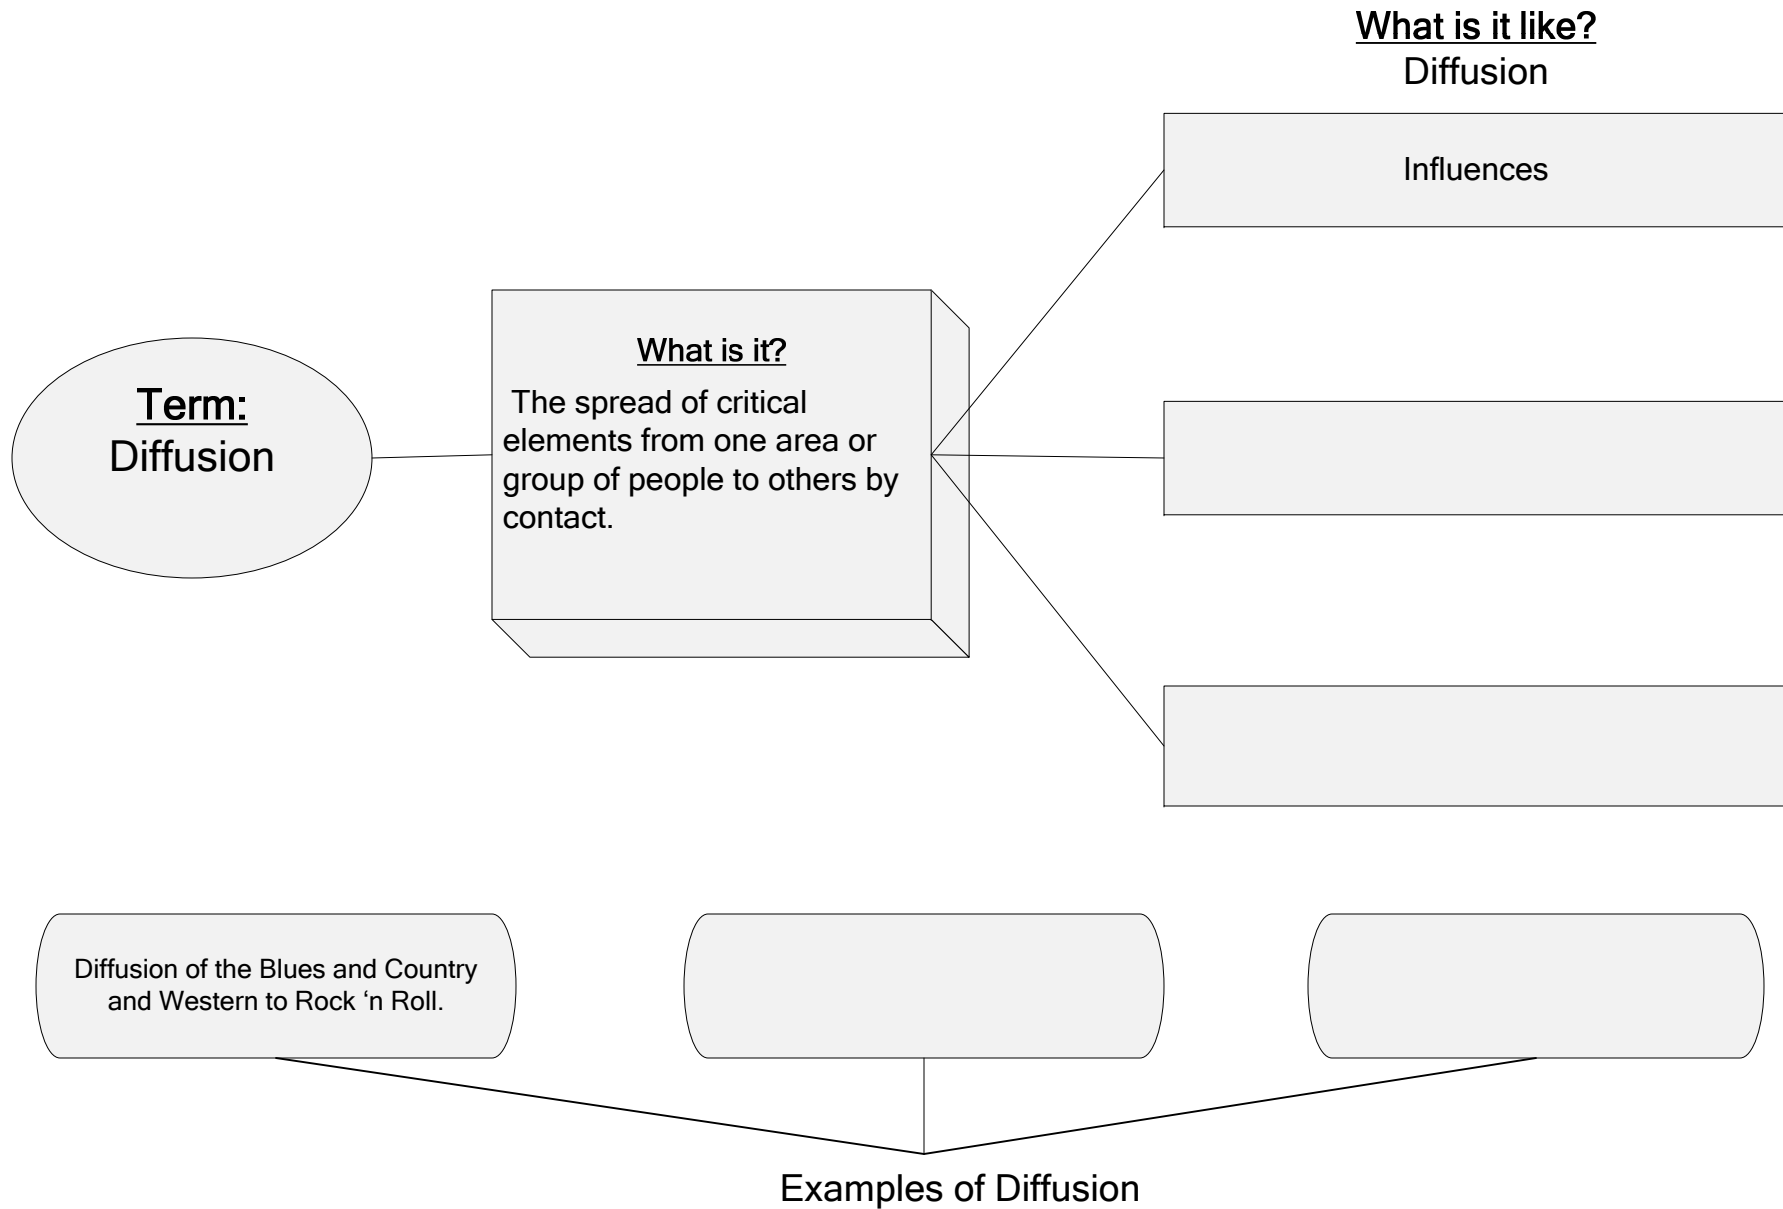 What is it like?
Diffusion
Influences
What is it?
The spread of critical
elements from one area or
group of people to others by
contact.
Term:
Diffusion
Diffusion of the Blues and Country
and Western to Rock ‘n Roll.
Examples of Diffusion